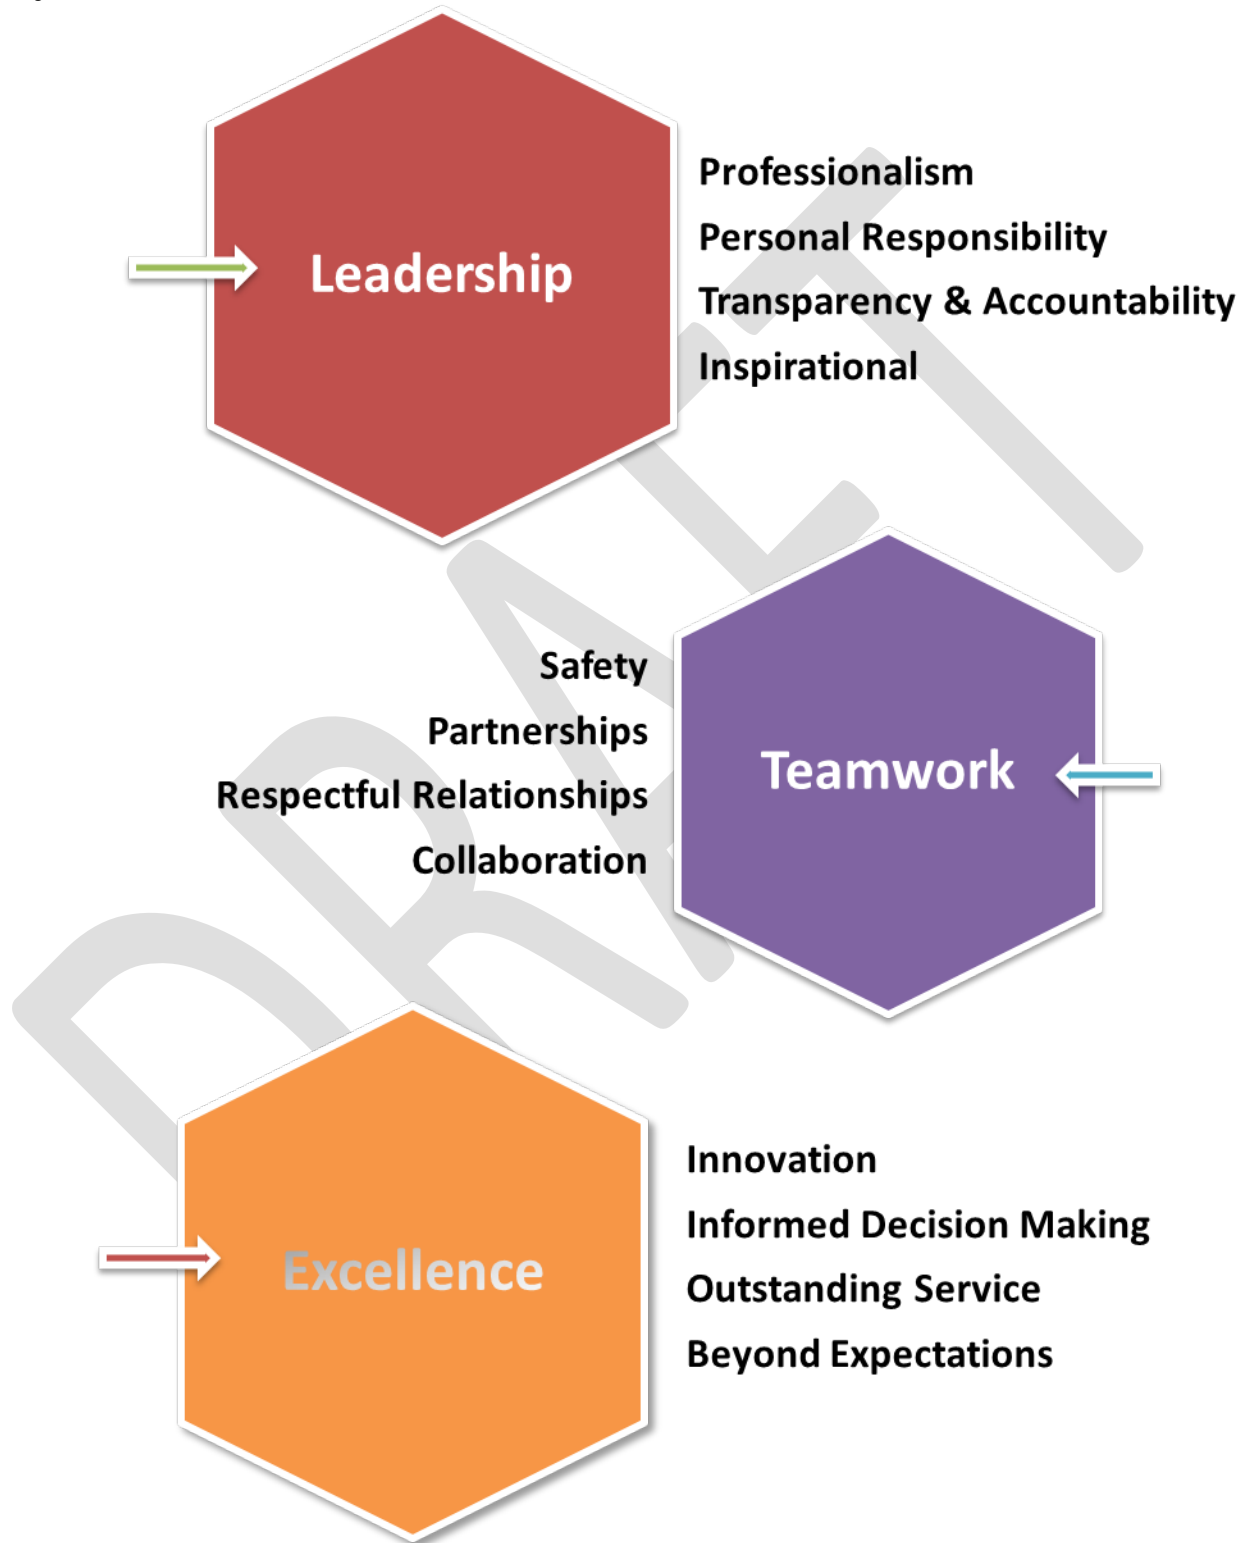 Leadership
Professionalism
Personal Responsibility
Transparency & Accountability
Inspirational
Safety
Partnerships
Respectful Relationships
Collaboration
Teamwork
Excellence
Innovation
Informed Decision Making
Outstanding Service
Beyond Expectations
DRAFT